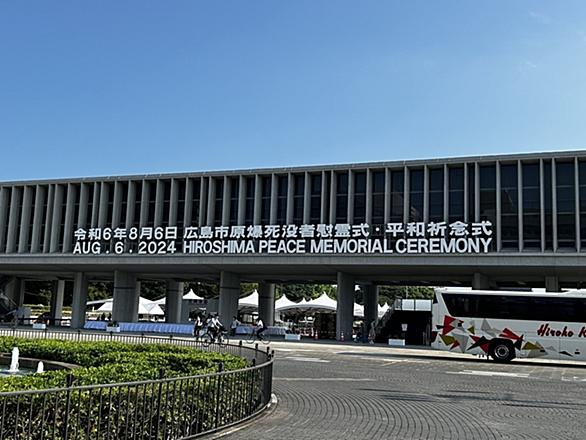 令和6年8月6日 広島市原爆死没者慰霊式・平和祈念式
AUG. 6. 2024 HIROSHIMA PEACE MEMORIAL CEREMONY
Hiroko